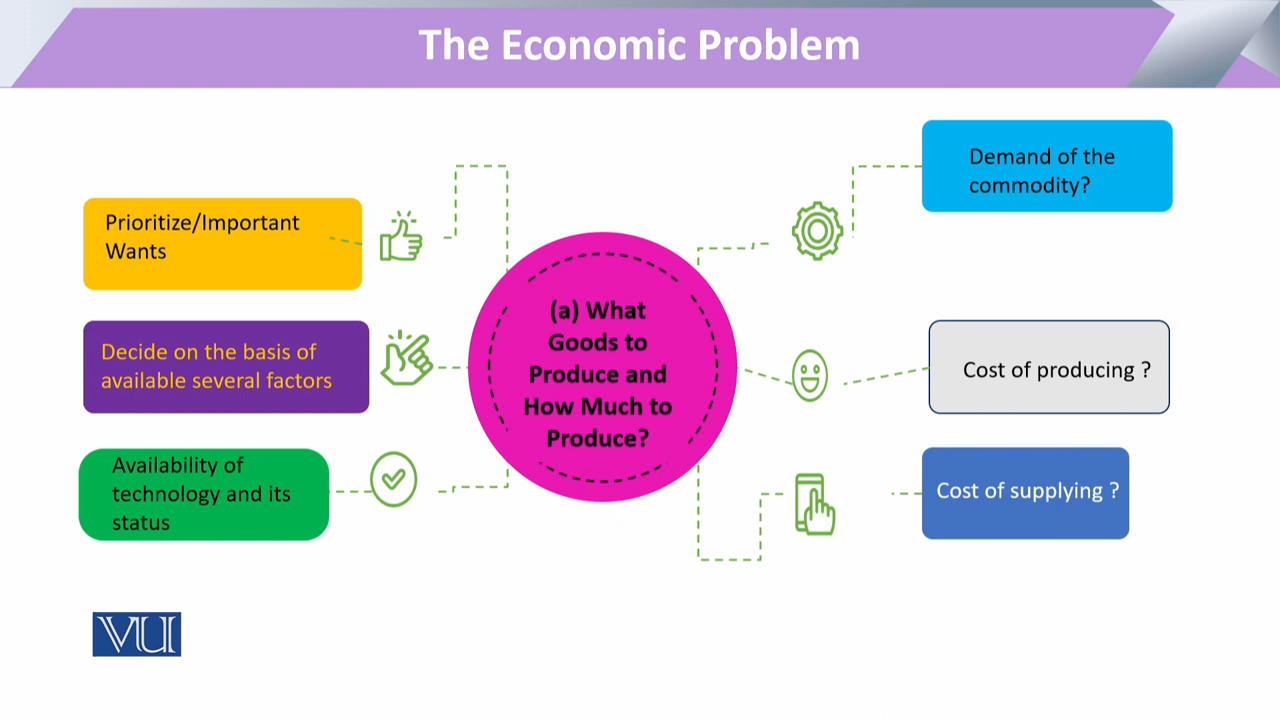 The Economic Problem
Prioritize/Important
Wants
Decide on the basis of
available several factors
Availability of
technology and its
status
(a) What
Goods to
Produce and
How Much to
Produce?
Demand of the
commodity?
Cost of producing ?
Cost of supplying ?
VU